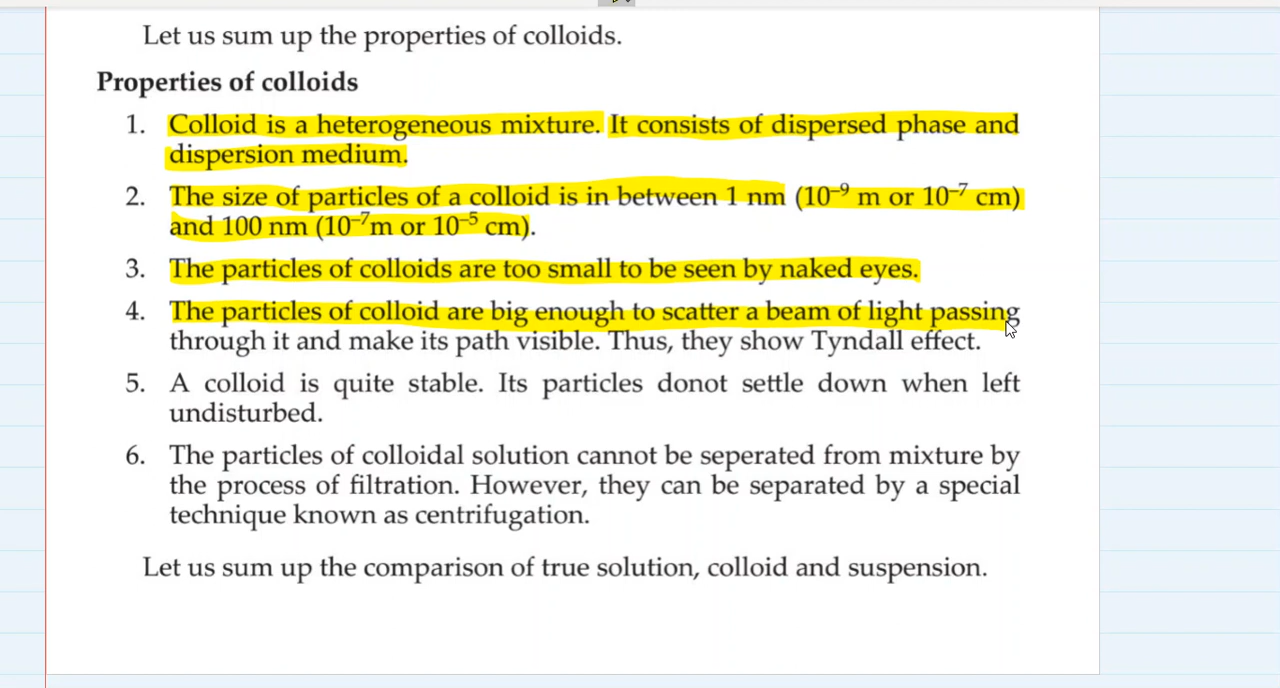 Let us sum up the properties of colloids.
Properties of colloids
1. Colloid is a heterogeneous mixture. It consists of dispersed phase and
dispersion medium.
2. The size of particles of a colloid is in between 1 nm (10⁻⁹ m or 10⁻⁷ cm)
and 100 nm (10⁻⁷m or 10⁻⁵ cm).
3. The particles of colloids are too small to be seen by naked eyes.
4. The particles of colloid are big enough to scatter a beam of light passing
through it and make its path visible. Thus, they show Tyndall effect.
5. A colloid is quite stable. Its particles donot settle down when left
undisturbed.
6. The particles of colloidal solution cannot be seperated from mixture by
the process of filtration. However, they can be separated by a special
technique known as centrifugation.
Let us sum up the comparison of true solution, colloid and suspension.